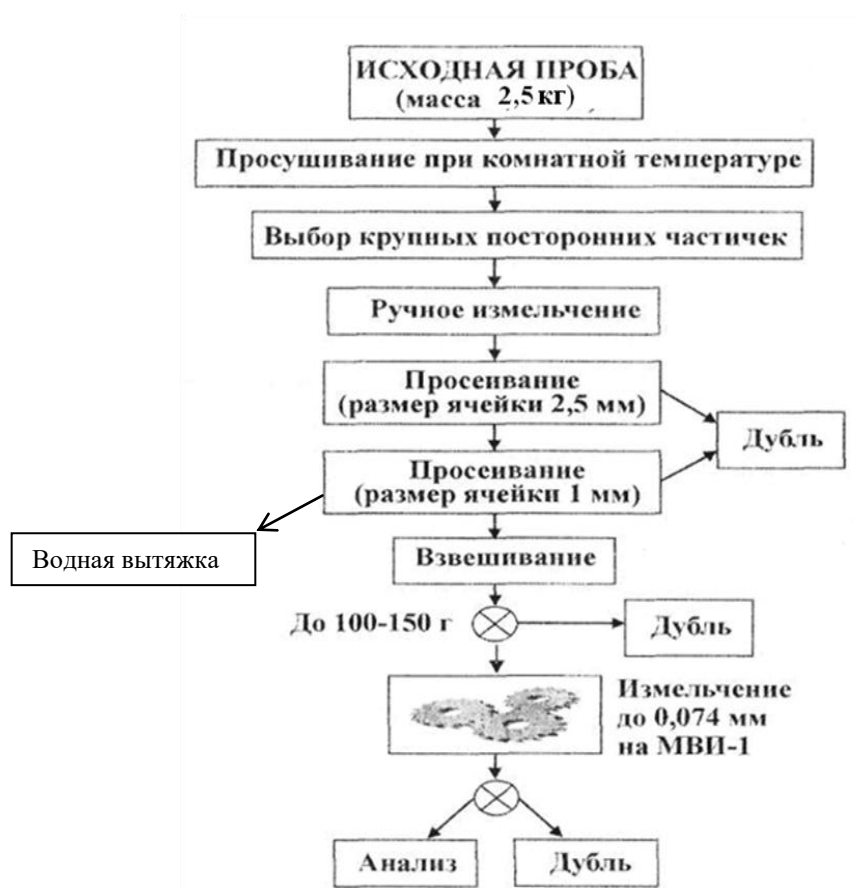 ИСХОДНАЯ ПРОБА
(масса 2,5кг)
Просушивание при комнатной температуре
Выбор крупных посторонних частичек
Ручное измельчение
Просеивание
(размер ячейки 2,5 мм)
Дубль
Просеивание
(размер ячейки 1 мм)
Водная вытяжка
Взвешивание
До 100-150 г
Дубль
Измельчение
до 0,074 мм
на МВИ-1
Анализ
Дубль